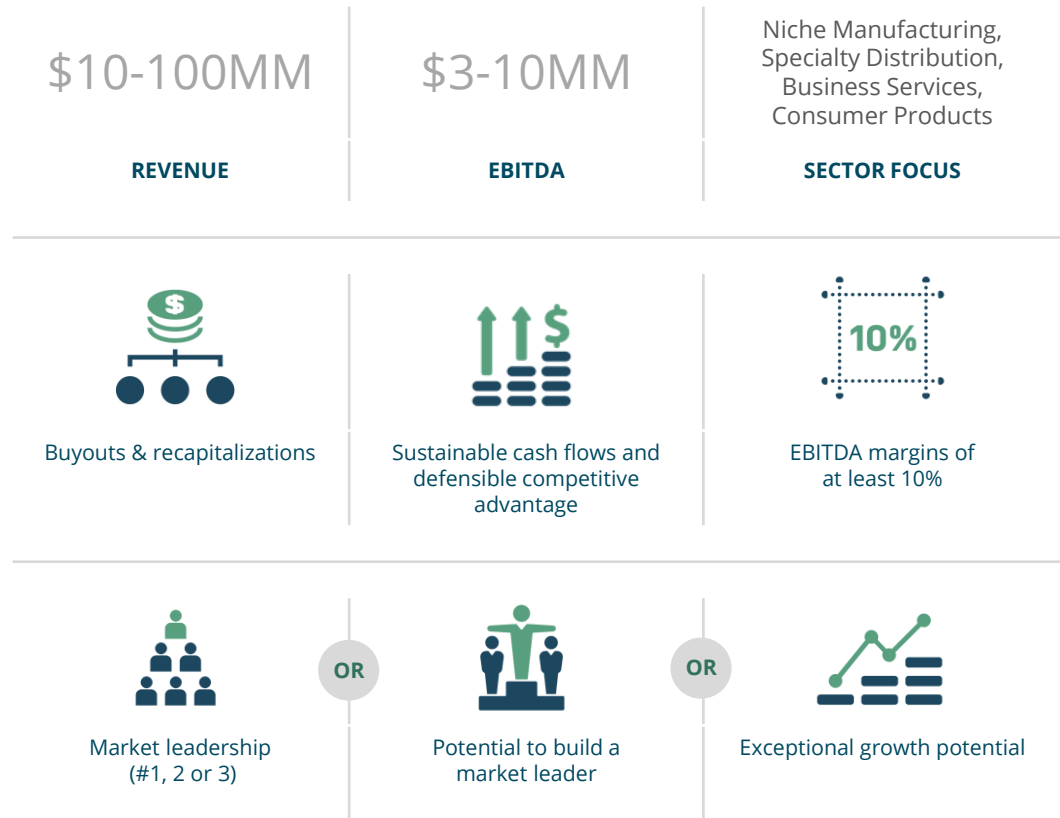 $10-100MM
REVENUE
$3-10MM
EBITDA
Niche Manufacturing,
Specialty Distribution,
Business Services,
Consumer Products
SECTOR FOCUS
$
Buyouts & recapitalizations
$
Sustainable cash flows and
defensible competitive
advantage
10%
EBITDA margins of
at least 10%
Market leadership
(#1, 2 or 3)
OR
Potential to build a
market leader
OR
Exceptional growth potential